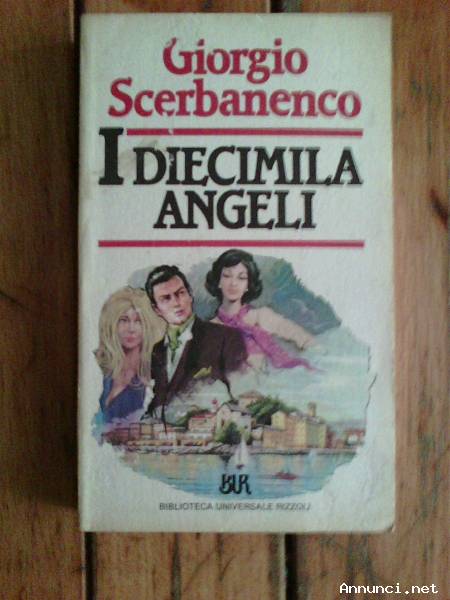 Giorgio
Scerbanenco
I DIECIMILA
ANGELI
BUR
BIBLIOTECA UNIVERSALE RIZZOLI
Annunci.net